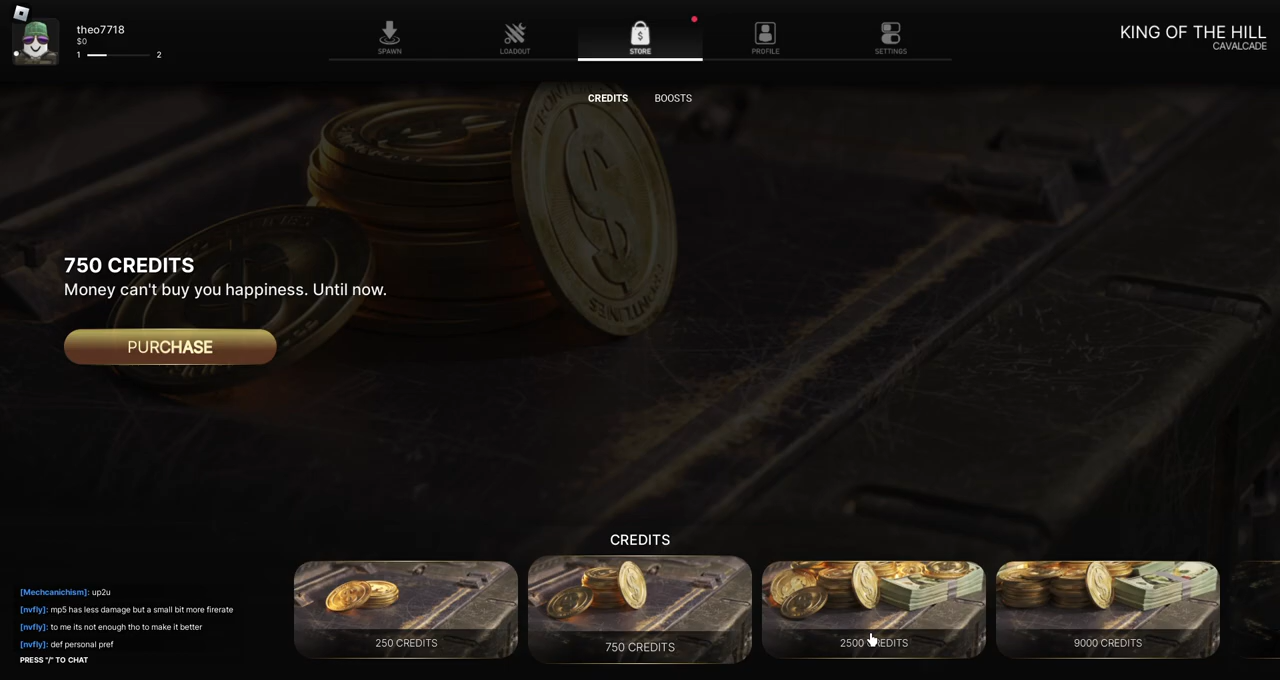 theo7718
$0
1 2
SPAWN
LOADOUT
STORE
PROFILE
SETTINGS
KING OF THE HILL
CAVALCADE
CREDITS BOOSTS
750 CREDITS
Money can't buy you happiness. Until now.
PURCHASE
CREDITS
250 CREDITS
750 CREDITS
2500 CREDITS
9000 CREDITS
[Mechcanichism]: up2u
[nvfly]: mp5 has less damage but a small bit more firerate
[nvfly]: to me its not enough tho to make it better
[nvfly]: def personal pref
PRESS "/" TO CHAT